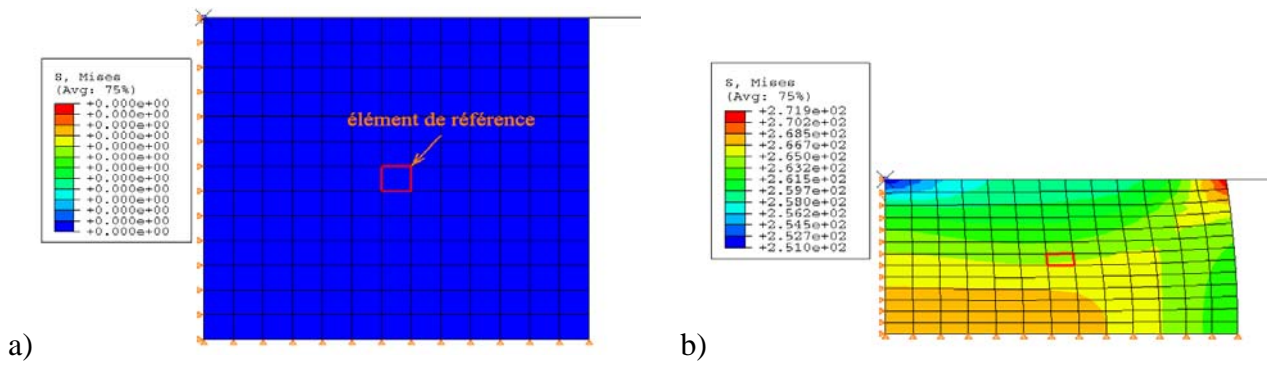 S, Mises
(Avg: 75%)
+0.000e+00
+0.000e+00
+0.000e+00
+0.000e+00
+0.000e+00
+0.000e+00
+0.000e+00
+0.000e+00
+0.000e+00
+0.000e+00
+0.000e+00
+0.000e+00
+0.000e+00
élément de référence
a)
S, Mises
(Avg: 75%)
+2.719e+02
+2.702e+02
+2.685e+02
+2.667e+02
+2.650e+02
+2.632e+02
+2.615e+02
+2.597e+02
+2.580e+02
+2.562e+02
+2.545e+02
+2.527e+02
+2.510e+02
b)